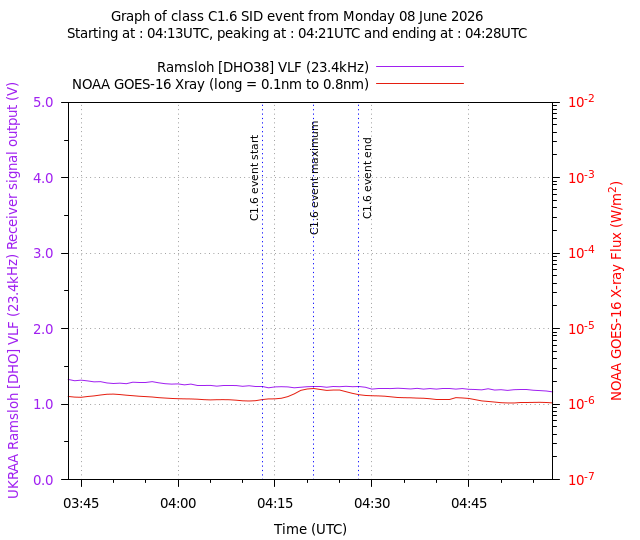 Graph of class C1.6 SID event from Monday 08 June 2026
Starting at : 04:13UTC, peaking at : 04:21UTC and ending at : 04:28UTC
Ramsloh [DHO38] VLF (23.4kHz)
NOAA GOES-16 Xray (long = 0.1nm to 0.8nm)
UKRAA Ramsloh [DHO] VLF (23.4kHz) Receiver signal output (V)
5.0
4.0
3.0
2.0
1.0
0.0
C1.6 event start
C1.6 event maximum
C1.6 event end
10-2
10-3
10-4
10-5
10-6
10-7
NOAA GOES-16 X-ray Flux (W/m2)
03:45 04:00 04:15 04:30 04:45
Time (UTC)